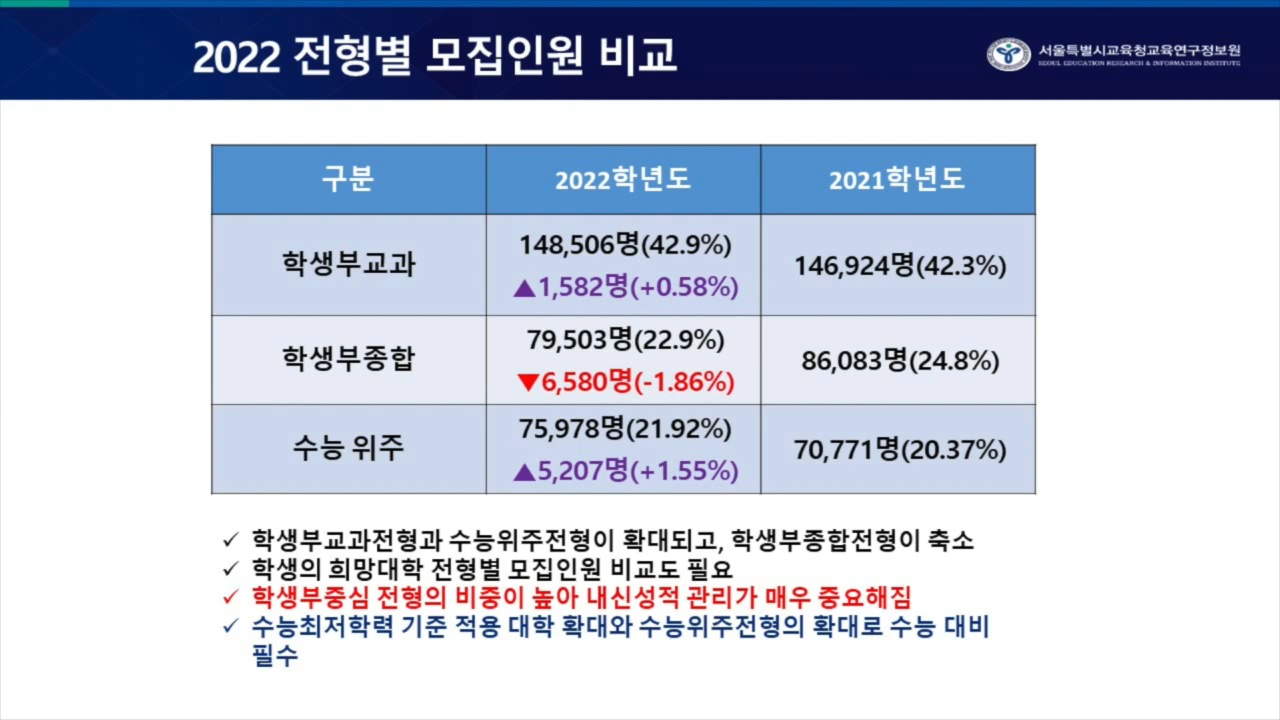 2022 전형별 모집인원 비교
서울특별시교육청교육연구정보원
SEOUL EDUCATION RESEARCH & INFORMATION INSTITUTE
구분 2022학년도 2021학년도
학생부교과 148,506명(42.9%) 146,924명(42.3%)
▲1,582명(+0.58%)
학생부종합 79,503명(22.9%) 86,083명(24.8%)
▼6,580명(-1.86%)
수능 위주 75,978명(21.92%) 70,771명(20.37%)
▲5,207명(+1.55%)
✓ 학생부교과전형과 수능위주전형이 확대되고, 학생부종합전형이 축소
✓ 학생의 희망대학 전형별 모집인원 비교도 필요
✓ 학생부중심 전형의 비중이 높아 내신성적 관리가 매우 중요해짐
✓ 수능최저학력 기준 적용 대학 확대와 수능위주전형의 확대로 수능 대비
필수